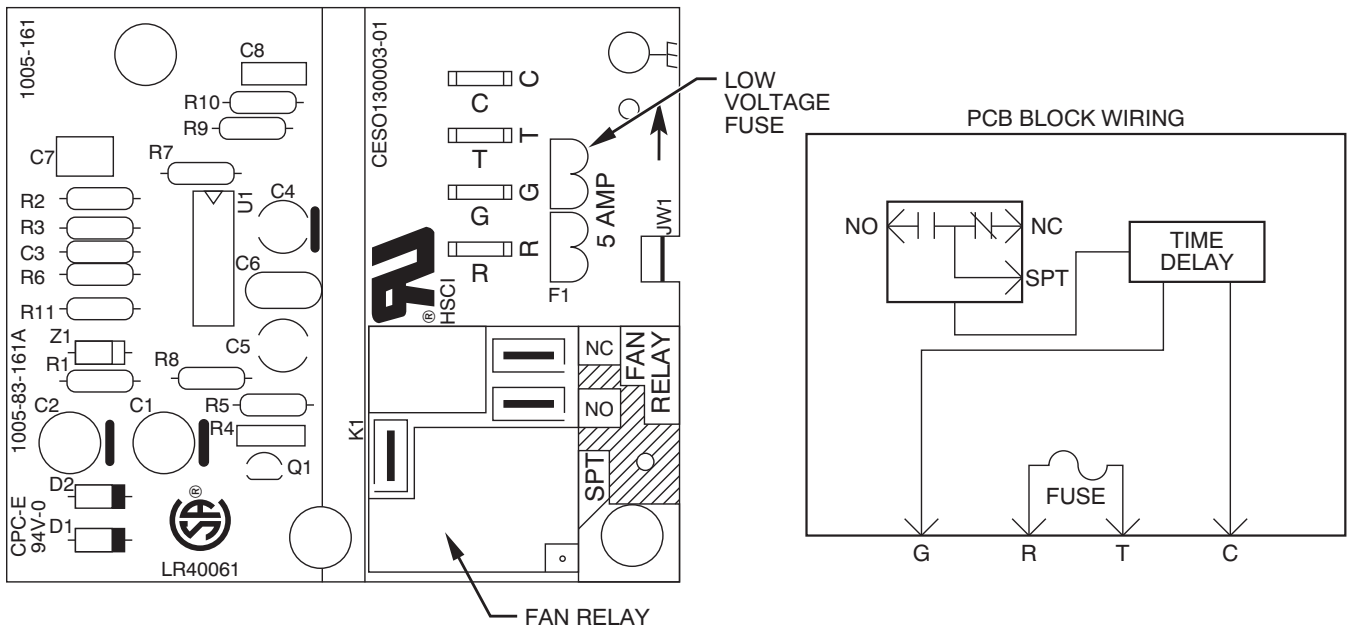 1005-161
C8
R10
R9
C7
R7
R2
U1
C4
R3
C3
R6
C6
R11
Z1
C5
R1
R8
1005-83-161A
C2
C1
R5
R4
Q1
D2
D1
CPC-E
94V-0
®
SA
LR40061
CESO130003-01
C
C
T
T
G
G
R
R
5 AMP
F1
JW1
®
HSCI
K1
NC
NO
SPT
FAN
RELAY
LOW
VOLTAGE
FUSE
FAN RELAY
PCB BLOCK WIRING
NO
NC
SPT
TIME
DELAY
FUSE
G
R
T
C